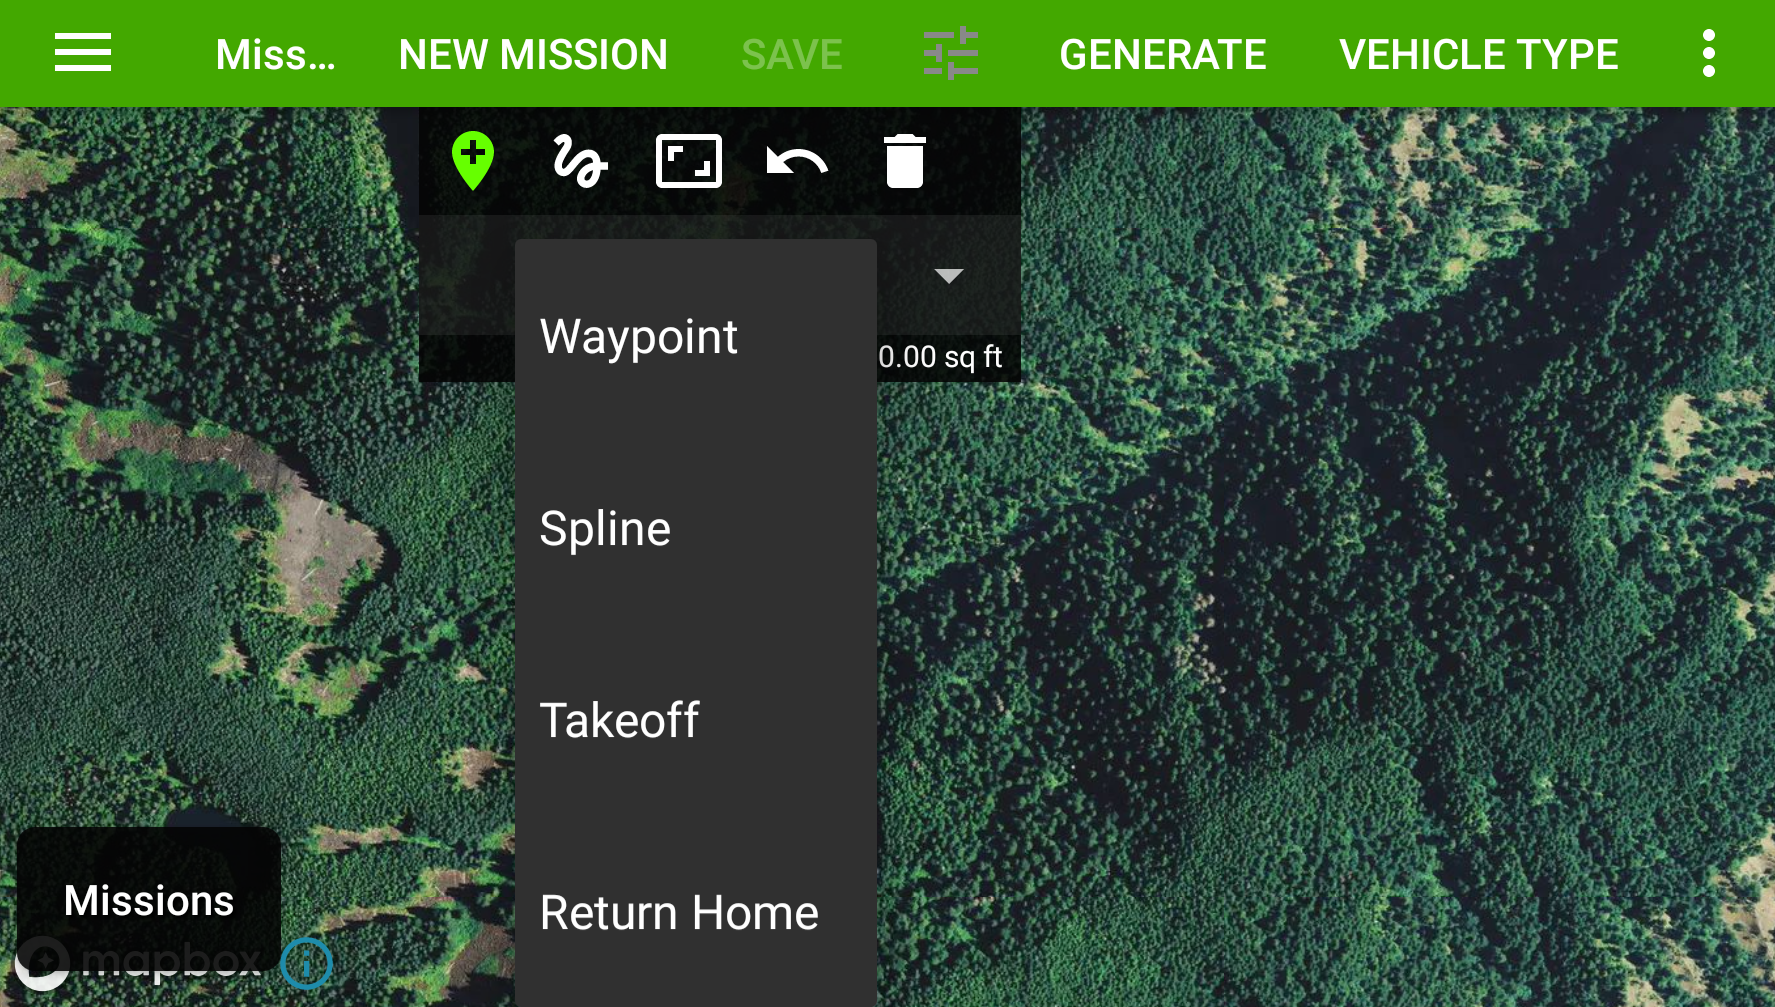 Miss... NEW MISSION SAVE GENERATE VEHICLE TYPE
Waypoint
0.00 sq ft
Spline
Takeoff
Return Home
Missions
mapbox